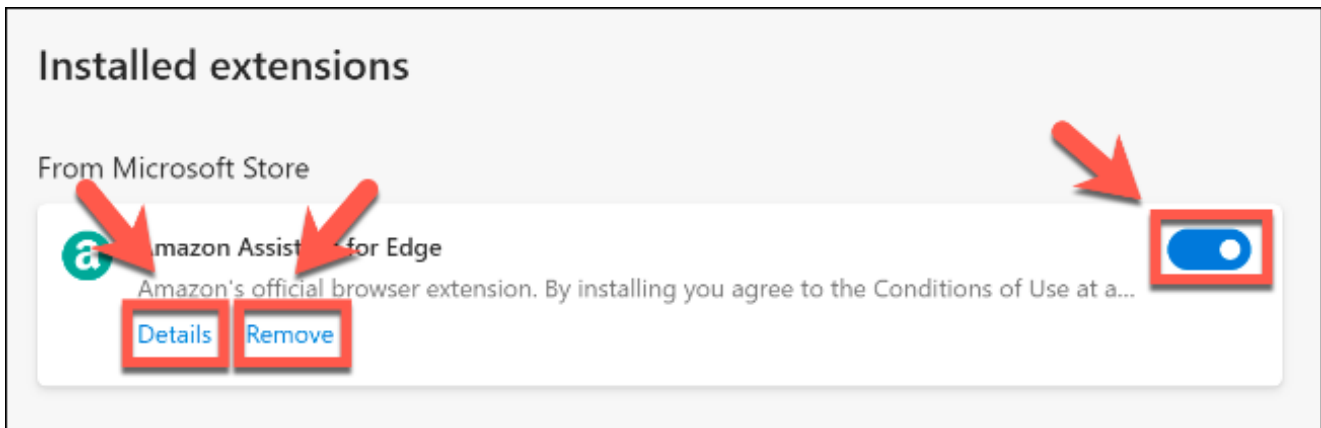 Installed extensions
From Microsoft Store
a
Amazon Assistant for Edge
Amazon's official browser extension. By installing you agree to the Conditions of Use at a...
Details Remove